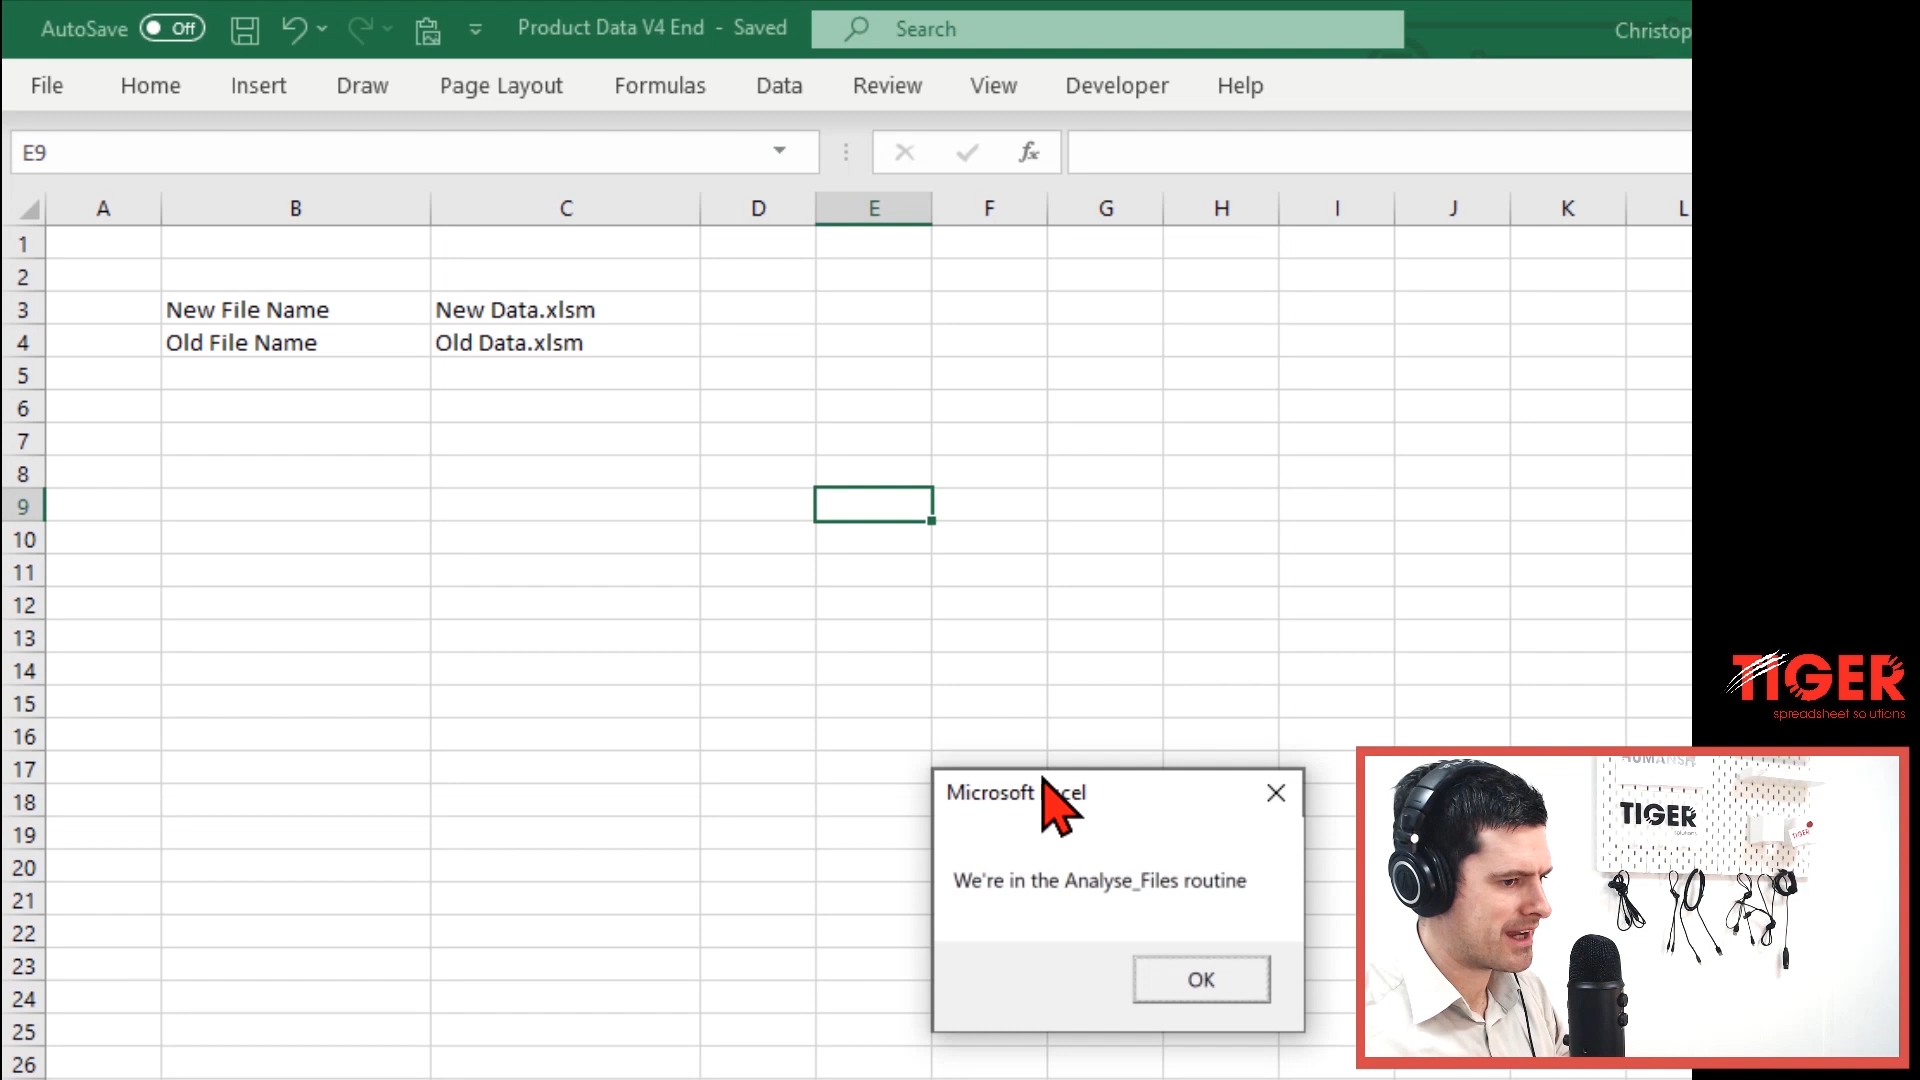 AutoSave Off Product Data V4 End - Saved Search Christop
File Home Insert Draw Page Layout Formulas Data Review View Developer Help
E9 fx
A B C D E F G H I J K L
1
2
3 New File Name New Data.xlsm
4 Old File Name Old Data.xlsm
5
6
7
8
9
10
11
12
13
14
15
16
17
18
19
20
21
22
23
24
25
26
Microsoft
We're in the Analyse_Files routine
OK
TIGER
spreadsheet solutions
TIGER
solutions